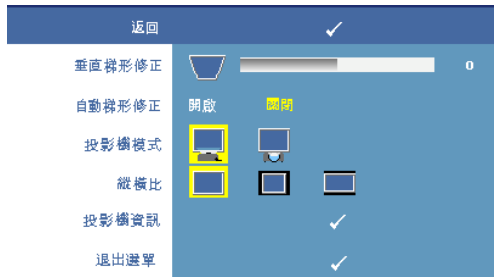 返回
垂直梯形修正 0
自動梯形修正 開啟 關閉
投影機模式
縱橫比
投影機資訊
退出選單